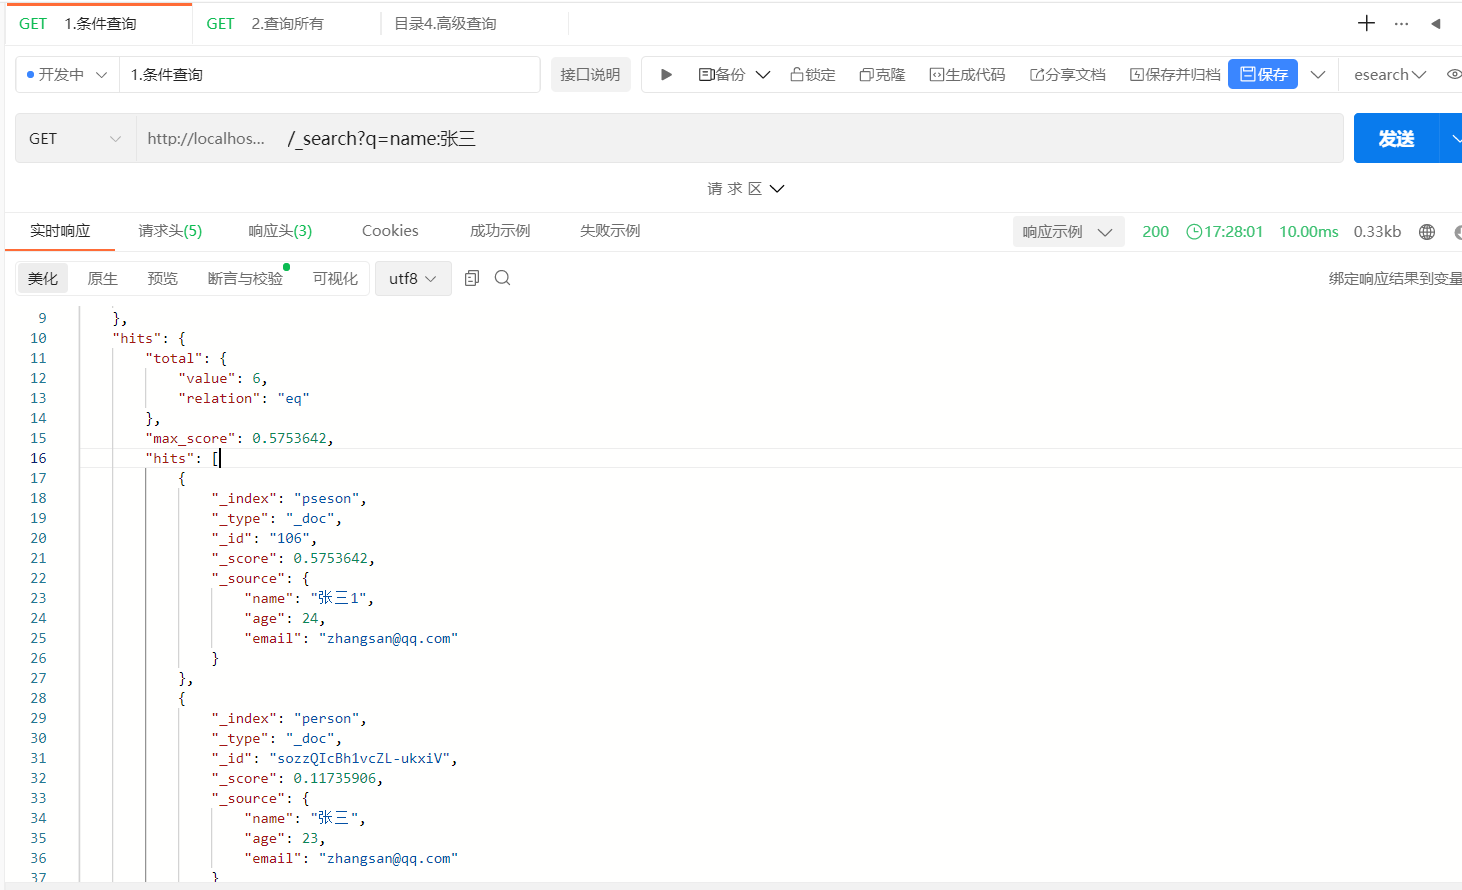 GET 1.条件查询 GET 2.查询所有 目录4.高级查询
开发中 1.条件查询 接口说明 备份 锁定 克隆 生成代码 分享文档 保存并归档 保存 esearch
GET http://localhos... /_search?q=name:张三 发送
请 求 区
实时响应 请求头(5) 响应头(3) Cookies 成功示例 失败示例 响应示例 200 17:28:01 10.00ms 0.33kb
美化 原生 预览 断言与校验 可视化 utf8 绑定响应结果到变量
9 },
10 "hits": {
11 "total": {
12 "value": 6,
13 "relation": "eq"
14 },
15 "max_score": 0.5753642,
16 "hits": [
17 {
18 "_index": "pseson",
19 "_type": "_doc",
20 "_id": "106",
21 "_score": 0.5753642,
22 "_source": {
23 "name": "张三1",
24 "age": 24,
25 "email": "zhangsan@qq.com"
26 }
27 },
28 {
29 "_index": "person",
30 "_type": "_doc",
31 "_id": "sozzQIcBh1vcZL-ukxiV",
32 "_score": 0.11735906,
33 "_source": {
34 "name": "张三",
35 "age": 23,
36 "email": "zhangsan@qq.com"
37 }